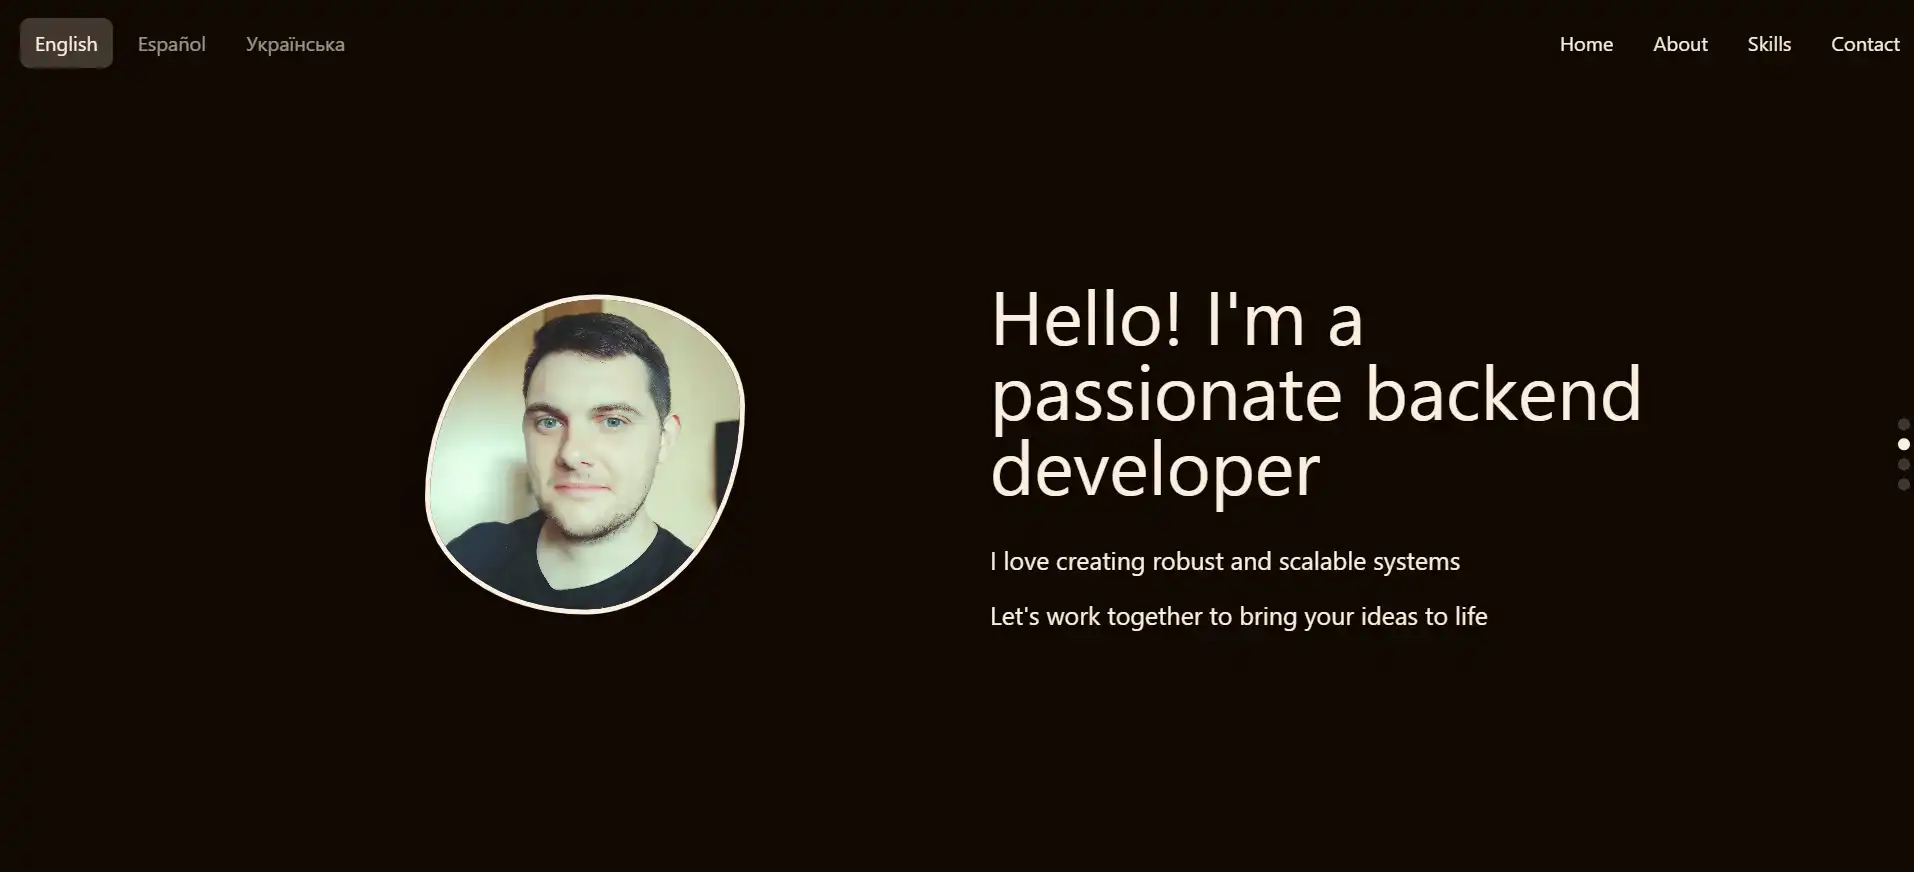 English Español Українська Home About Skills Contact
Hello! I'm a
passionate backend
developer
I love creating robust and scalable systems
Let's work together to bring your ideas to life